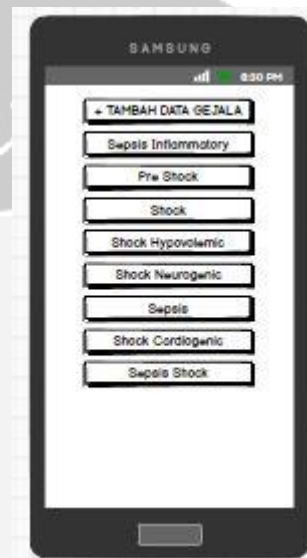 SAMSUNG
6:30 PM
+ TAMBAH DATA GEJALA
Sepsis Inflammatory
Pre Shock
Shock
Shock Hypovolemic
Shock Neurogenic
Sepsis
Shock Cardiogenic
Sepsis Shock